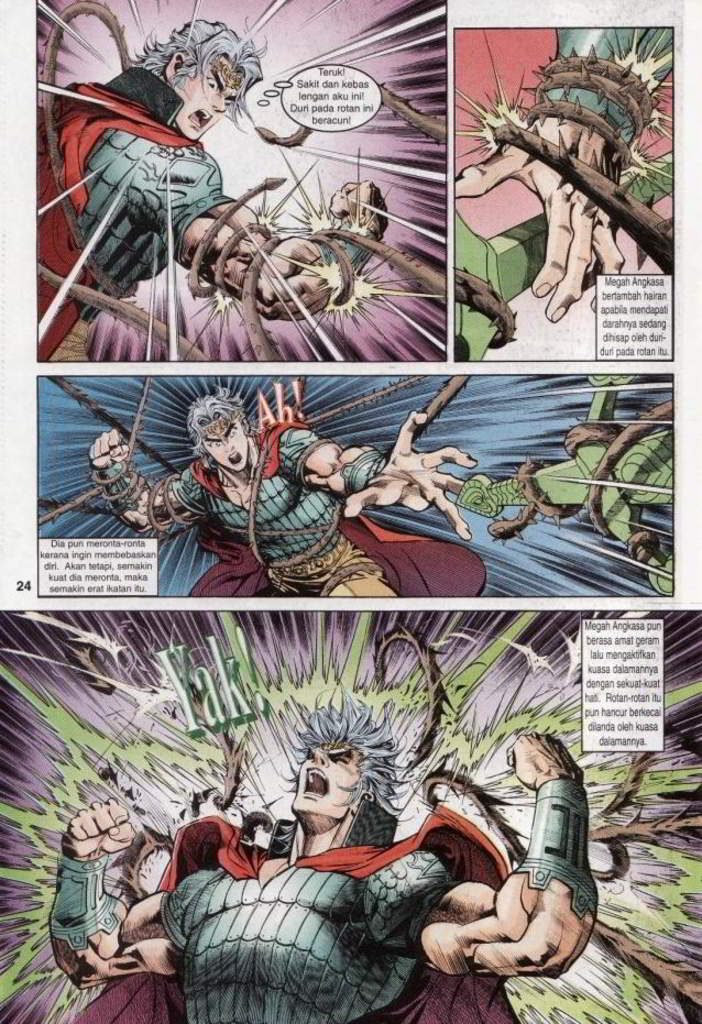 Teruk!
Sakit dan kebas
lengan aku ini!
Duri pada rotan ini
beracun!
Megah Angkasa
bertambah hairan
apabila mendapati
darahnya sedang
dihisap oleh duri-
duri pada rotan itu.
Ah!
Dia pun meronta-ronta
kerana ingin membebaskan
diri. Akan tetapi, semakin
kuat dia meronta, maka
semakin erat ikatan itu.
24
Megah Angkasa pun
berasa amat geram
lalu mengaktifkan
kuasa dalamannya
dengan sekuat-kuat
hati. Rotan-rotan itu
pun hancur berkecai
dilanda oleh kuasa
dalamannya.
Yak!